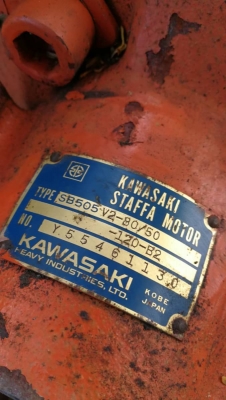 KAWASAKI
STAFFA MOTOR
TYPE SB505 V2-80/50
-120-B2
NO. Y55461130
KAWASAKI
HEAVY INDUSTRIES, LTD.
KOBE
JAPAN